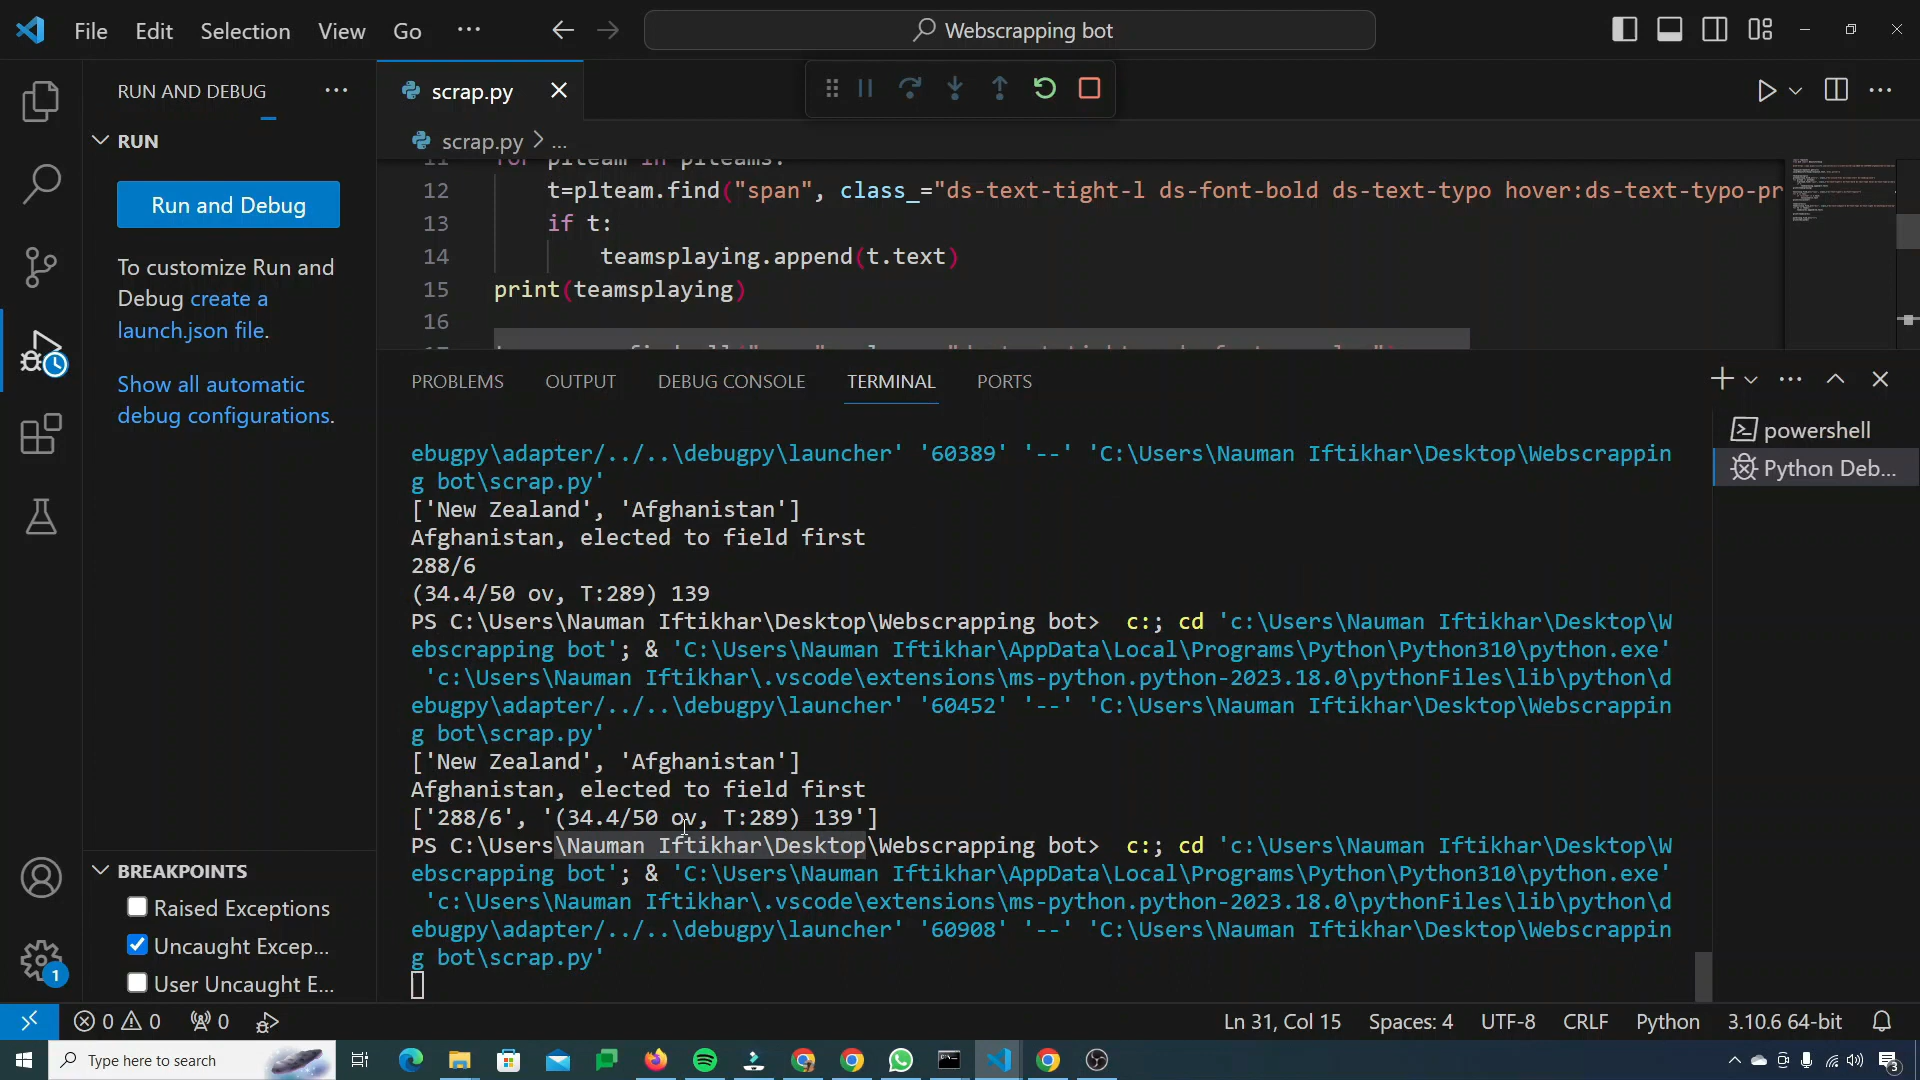 File Edit Selection View Go ··· Webscrapping bot
RUN AND DEBUG ···
RUN
Run and Debug
To customize Run and
Debug create a
launch.json file.
Show all automatic
debug configurations.
BREAKPOINTS
Raised Exceptions
Uncaught Excep...
User Uncaught E...
scrap.py
scrap.py > ...
11 for plteam in plteams:
12 t=plteam.find("span", class_="ds-text-tight-l ds-font-bold ds-text-typo hover:ds-text-typo-pr
13 if t:
14 teamsplaying.append(t.text)
15 print(teamsplaying)
16
PROBLEMS OUTPUT DEBUG CONSOLE TERMINAL PORTS
ebugpy\adapter/../..\debugpy\launcher' '60389' '--' 'C:\Users\Nauman Iftikhar\Desktop\Webscrappin
g bot\scrap.py'
['New Zealand', 'Afghanistan']
Afghanistan, elected to field first
288/6
(34.4/50 ov, T:289) 139
PS C:\Users\Nauman Iftikhar\Desktop\Webscrapping bot>  c:; cd 'c:\Users\Nauman Iftikhar\Desktop\W
ebscrapping bot'; & 'C:\Users\Nauman Iftikhar\AppData\Local\Programs\Python\Python310\python.exe'
'c:\Users\Nauman Iftikhar\.vscode\extensions\ms-python.python-2023.18.0\pythonFiles\lib\python\d
ebugpy\adapter/../..\debugpy\launcher' '60452' '--' 'C:\Users\Nauman Iftikhar\Desktop\Webscrappin
g bot\scrap.py'
['New Zealand', 'Afghanistan']
Afghanistan, elected to field first
['288/6', '(34.4/50 ov, T:289) 139']
PS C:\Users\Nauman Iftikhar\Desktop\Webscrapping bot>  c:; cd 'c:\Users\Nauman Iftikhar\Desktop\W
ebscrapping bot'; & 'C:\Users\Nauman Iftikhar\AppData\Local\Programs\Python\Python310\python.exe'
'c:\Users\Nauman Iftikhar\.vscode\extensions\ms-python.python-2023.18.0\pythonFiles\lib\python\d
ebugpy\adapter/../..\debugpy\launcher' '60908' '--' 'C:\Users\Nauman Iftikhar\Desktop\Webscrappin
g bot\scrap.py'
powershell
Python Deb...
1
0 0 0 Ln 31, Col 15 Spaces: 4 UTF-8 CRLF Python 3.10.6 64-bit
Type here to search
3